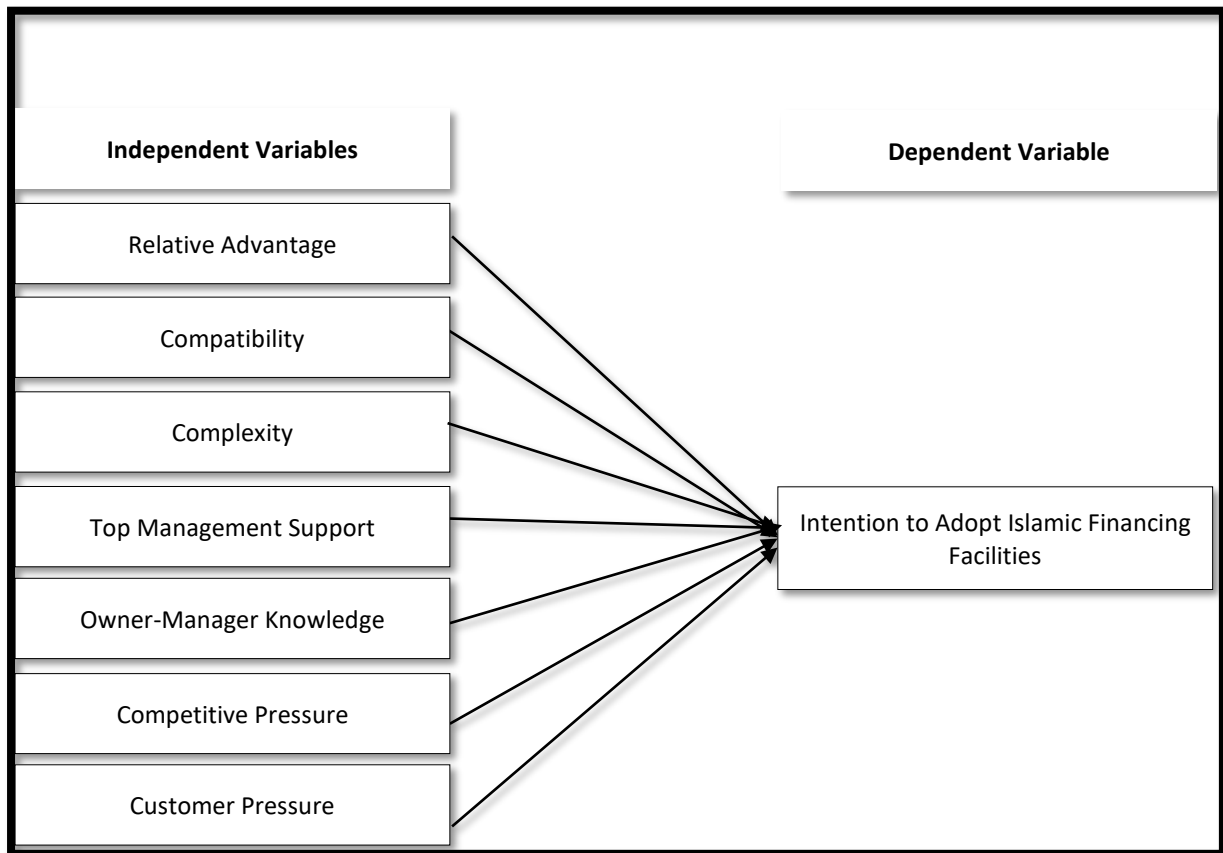 Independent Variables
Dependent Variable
Relative Advantage
Compatibility
Complexity
Top Management Support
Owner-Manager Knowledge
Competitive Pressure
Customer Pressure
Intention to Adopt Islamic Financing
Facilities